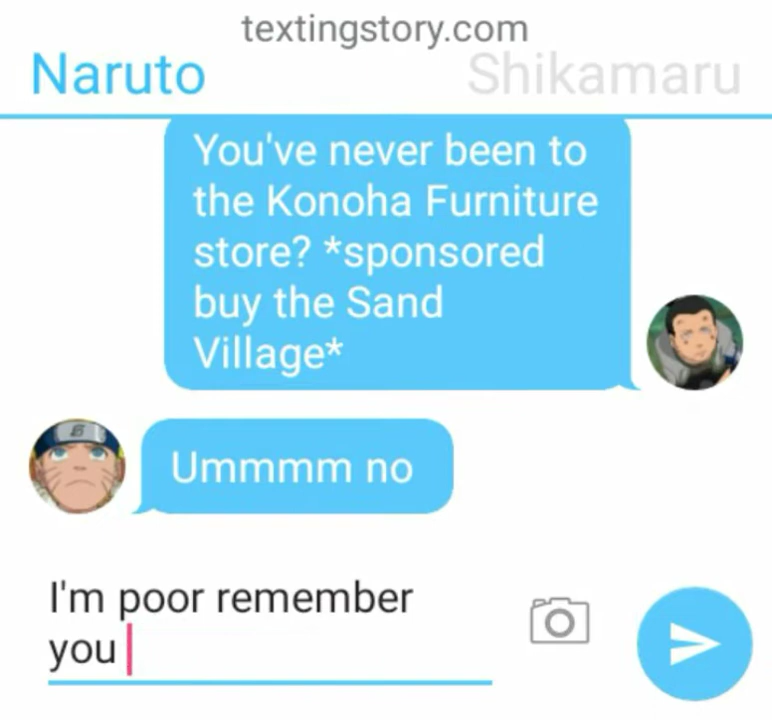 textingstory.com
Naruto
Shikamaru
You've never been to
the Konoha Furniture
store? *sponsored
buy the Sand
Village*
Ummmm no
I'm poor remember
you